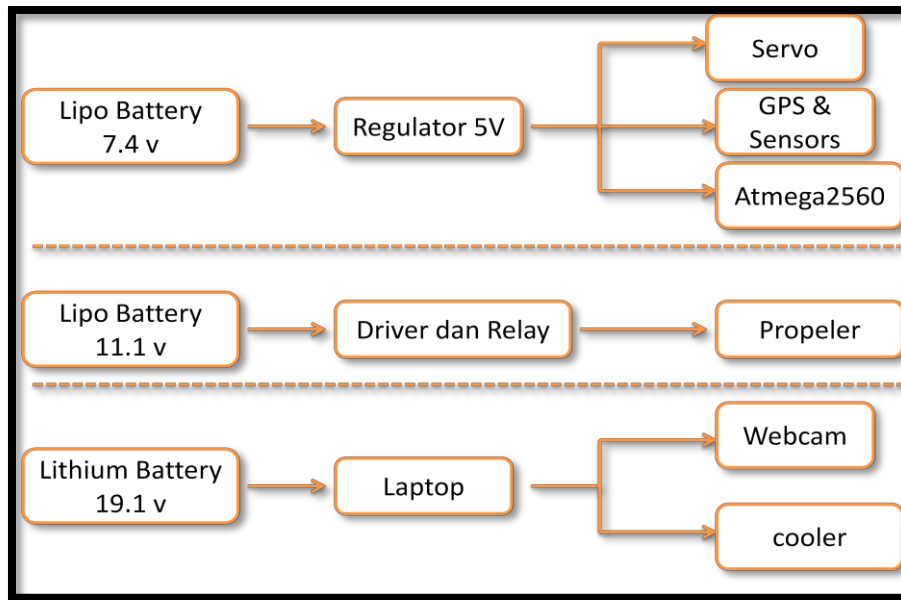 Lipo Battery
7.4 v
Regulator 5V
Servo
GPS &
Sensors
Atmega2560
Lipo Battery
11.1 v
Driver dan Relay
Propeler
Lithium Battery
19.1 v
Laptop
Webcam
cooler